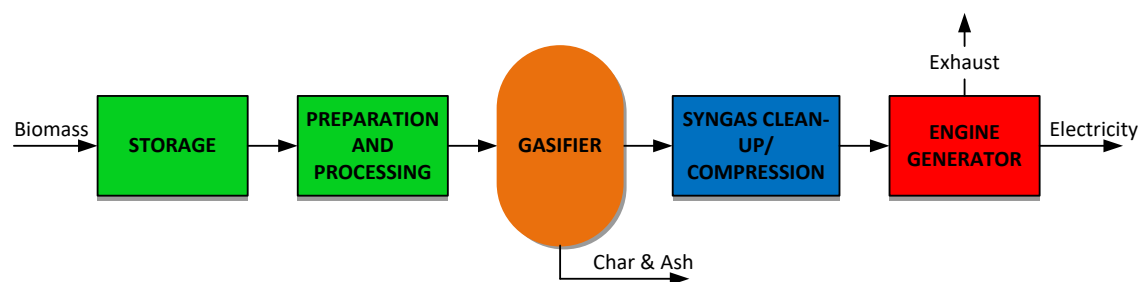 Biomass
STORAGE
PREPARATION
AND
PROCESSING
GASIFIER
Char & Ash
SYNGAS CLEAN-
UP/
COMPRESSION
Exhaust
ENGINE
GENERATOR
Electricity